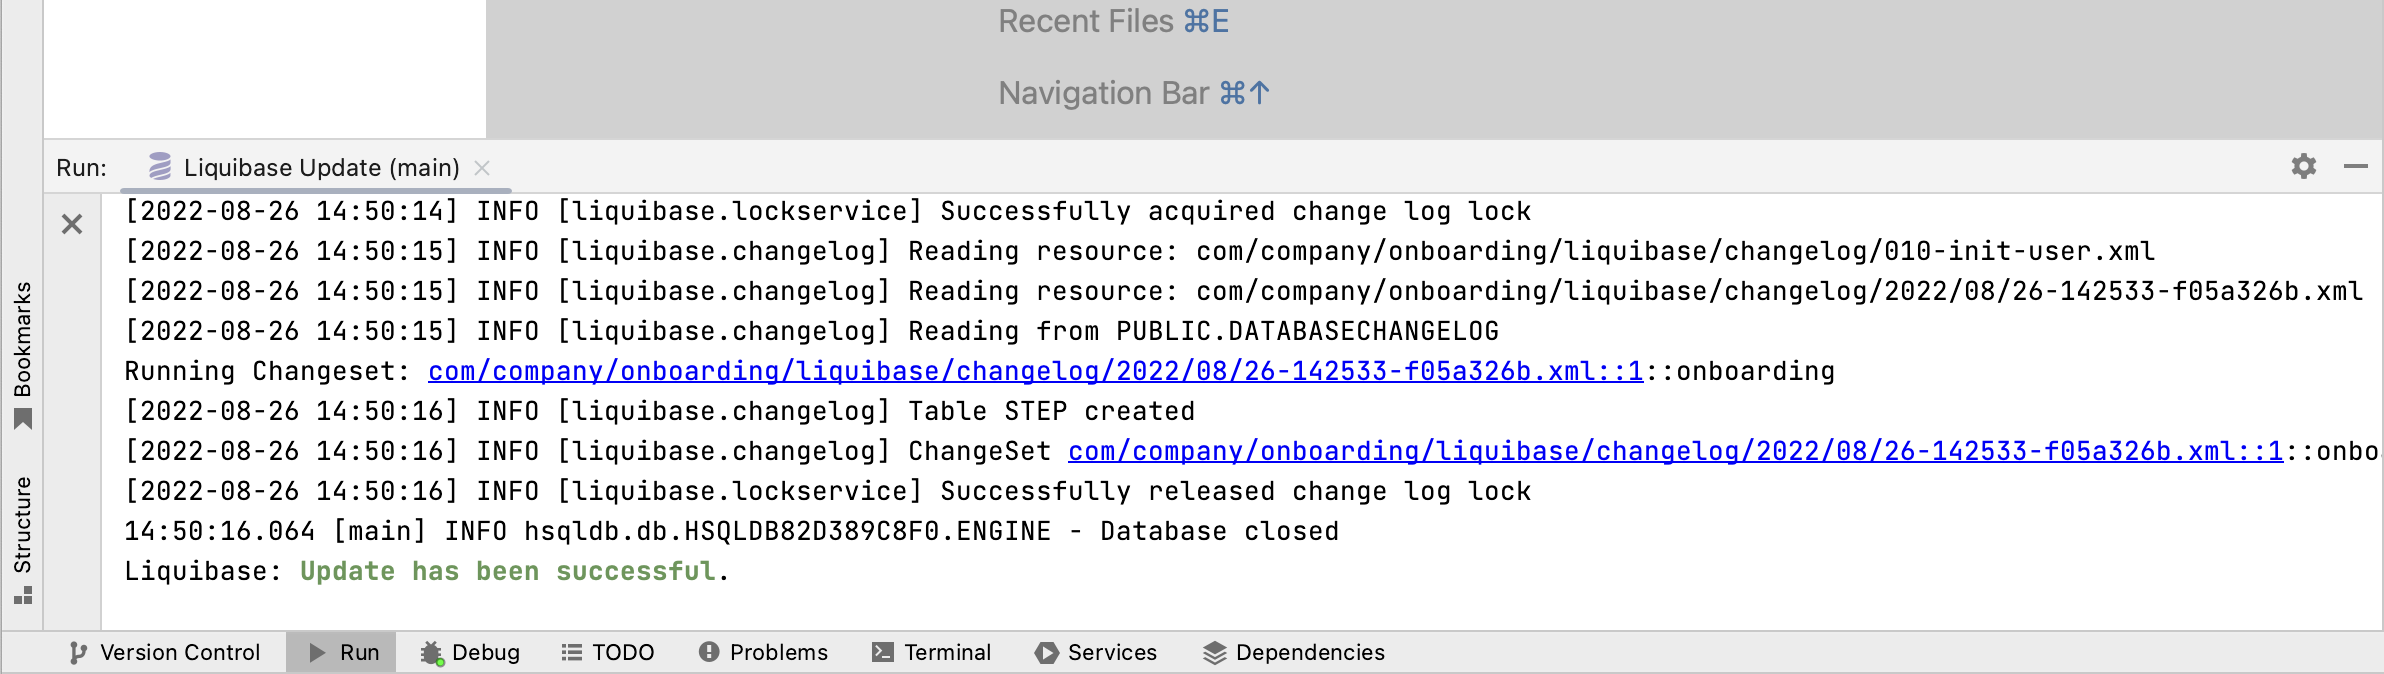 Recent Files ⌘E
Navigation Bar ⌘↑
Run: Liquibase Update (main)
[2022-08-26 14:50:14] INFO [liquibase.lockservice] Successfully acquired change log lock
[2022-08-26 14:50:15] INFO [liquibase.changelog] Reading resource: com/company/onboarding/liquibase/changelog/010-init-user.xml
[2022-08-26 14:50:15] INFO [liquibase.changelog] Reading resource: com/company/onboarding/liquibase/changelog/2022/08/26-142533-f05a326b.xml
[2022-08-26 14:50:15] INFO [liquibase.changelog] Reading from PUBLIC.DATABASECHANGELOG
Running Changeset: com/company/onboarding/liquibase/changelog/2022/08/26-142533-f05a326b.xml::1::onboarding
[2022-08-26 14:50:16] INFO [liquibase.changelog] Table STEP created
[2022-08-26 14:50:16] INFO [liquibase.changelog] ChangeSet com/company/onboarding/liquibase/changelog/2022/08/26-142533-f05a326b.xml::1::onbo
[2022-08-26 14:50:16] INFO [liquibase.lockservice] Successfully released change log lock
14:50:16.064 [main] INFO hsqldb.db.HSQLDB82D389C8F0.ENGINE - Database closed
Liquibase: Update has been successful.
Bookmarks
Structure
Version Control Run Debug TODO Problems Terminal Services Dependencies